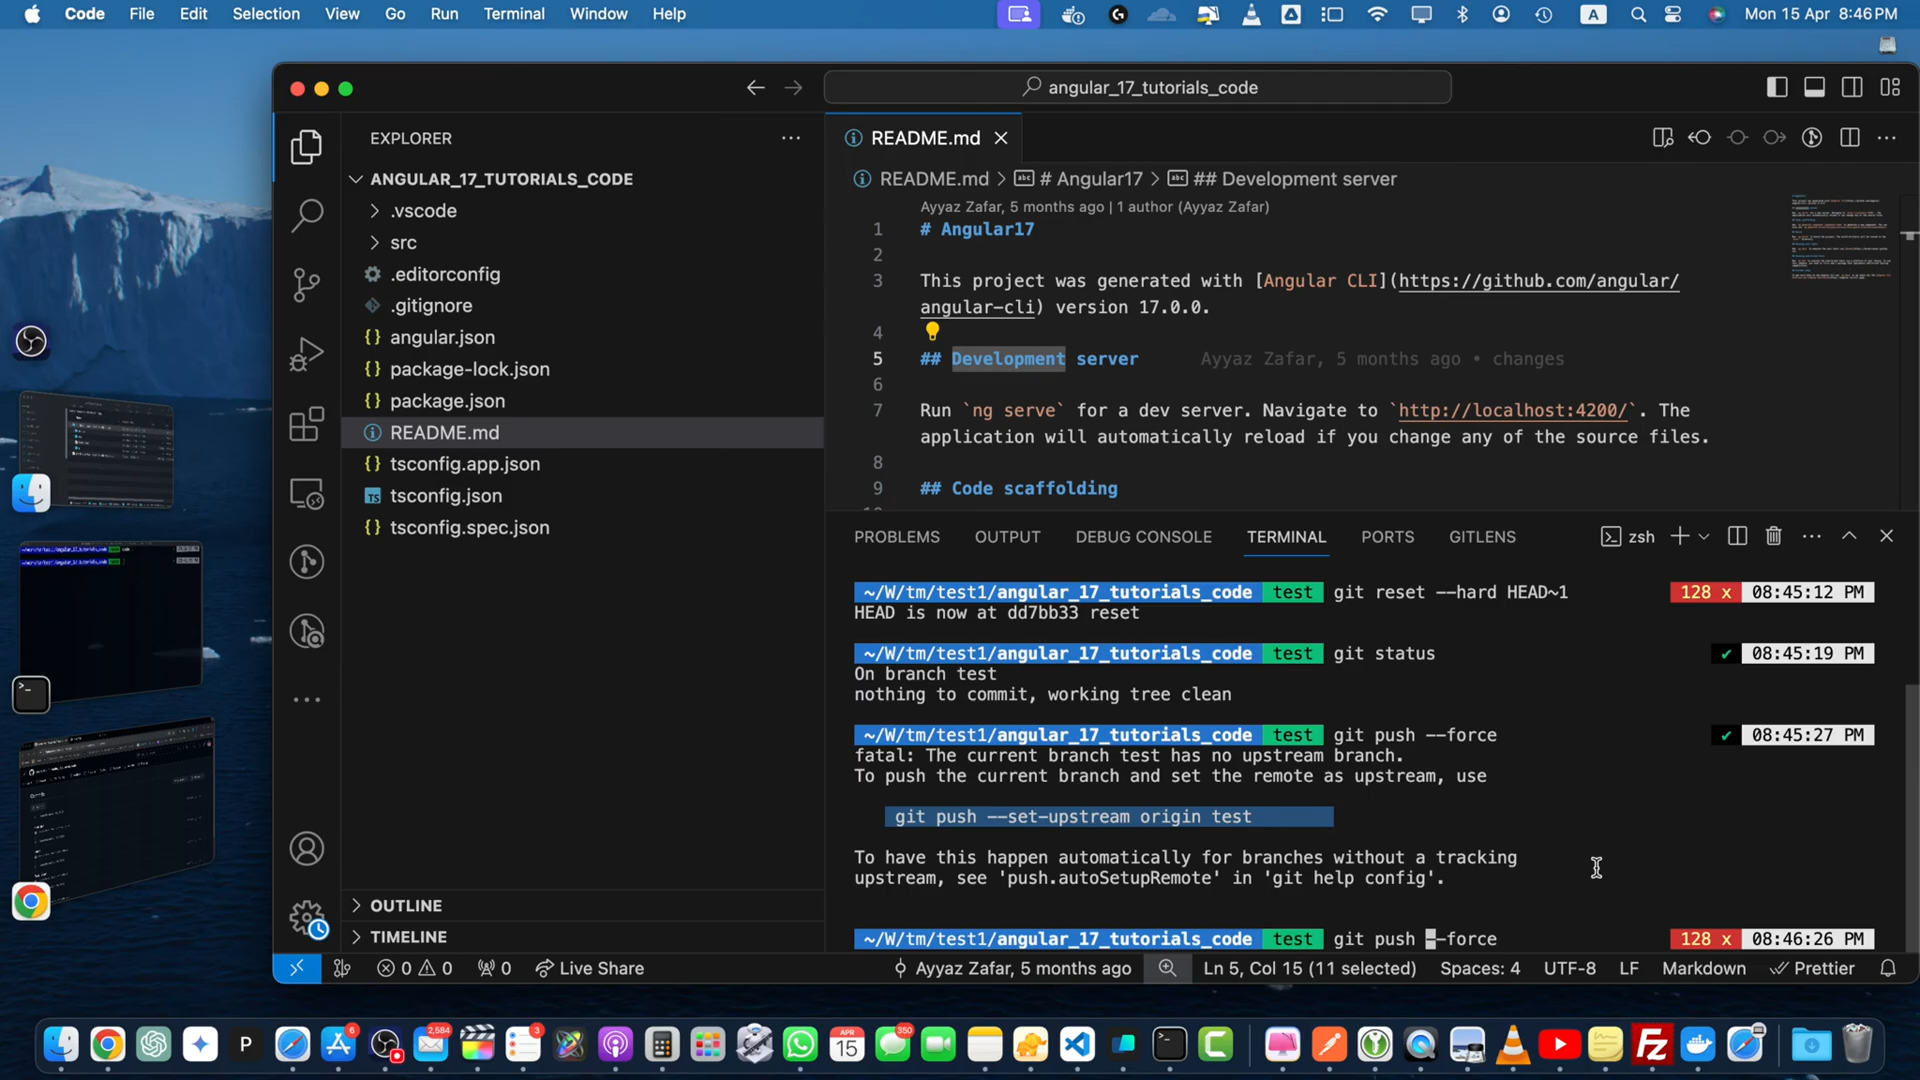 Code File Edit Selection View Go Run Terminal Window Help
A
Mon 15 Apr 8:46 PM
angular_17_tutorials_code
EXPLORER
ANGULAR_17_TUTORIALS_CODE
.vscode
src
.editorconfig
.gitignore
angular.json
package-lock.json
package.json
README.md
tsconfig.app.json
tsconfig.json
tsconfig.spec.json
OUTLINE
TIMELINE
README.md
README.md > # Angular17 > ## Development server
Ayyaz Zafar, 5 months ago | 1 author (Ayyaz Zafar)
1 # Angular17
2
3 This project was generated with [Angular CLI](https://github.com/angular/
angular-cli) version 17.0.0.
4
5 ## Development server Ayyaz Zafar, 5 months ago • changes
6
7 Run `ng serve` for a dev server. Navigate to `http://localhost:4200/`. The
application will automatically reload if you change any of the source files.
8
9 ## Code scaffolding
PROBLEMS OUTPUT DEBUG CONSOLE TERMINAL PORTS GITLENS zsh
~/W/tm/test1/angular_17_tutorials_code test git reset --hard HEAD~1 128 x 08:45:12 PM
HEAD is now at dd7bb33 reset
~/W/tm/test1/angular_17_tutorials_code test git status ✔ 08:45:19 PM
On branch test
nothing to commit, working tree clean
~/W/tm/test1/angular_17_tutorials_code test git push --force ✔ 08:45:27 PM
fatal: The current branch test has no upstream branch.
To push the current branch and set the remote as upstream, use
git push --set-upstream origin test
To have this happen automatically for branches without a tracking
upstream, see 'push.autoSetupRemote' in 'git help config'.
~/W/tm/test1/angular_17_tutorials_code test git push --force 128 x 08:46:26 PM
0 0 0 Live Share Ayyaz Zafar, 5 months ago Ln 5, Col 15 (11 selected) Spaces: 4 UTF-8 LF Markdown Prettier
P 6 2,584 3 APR 15 350 Fz